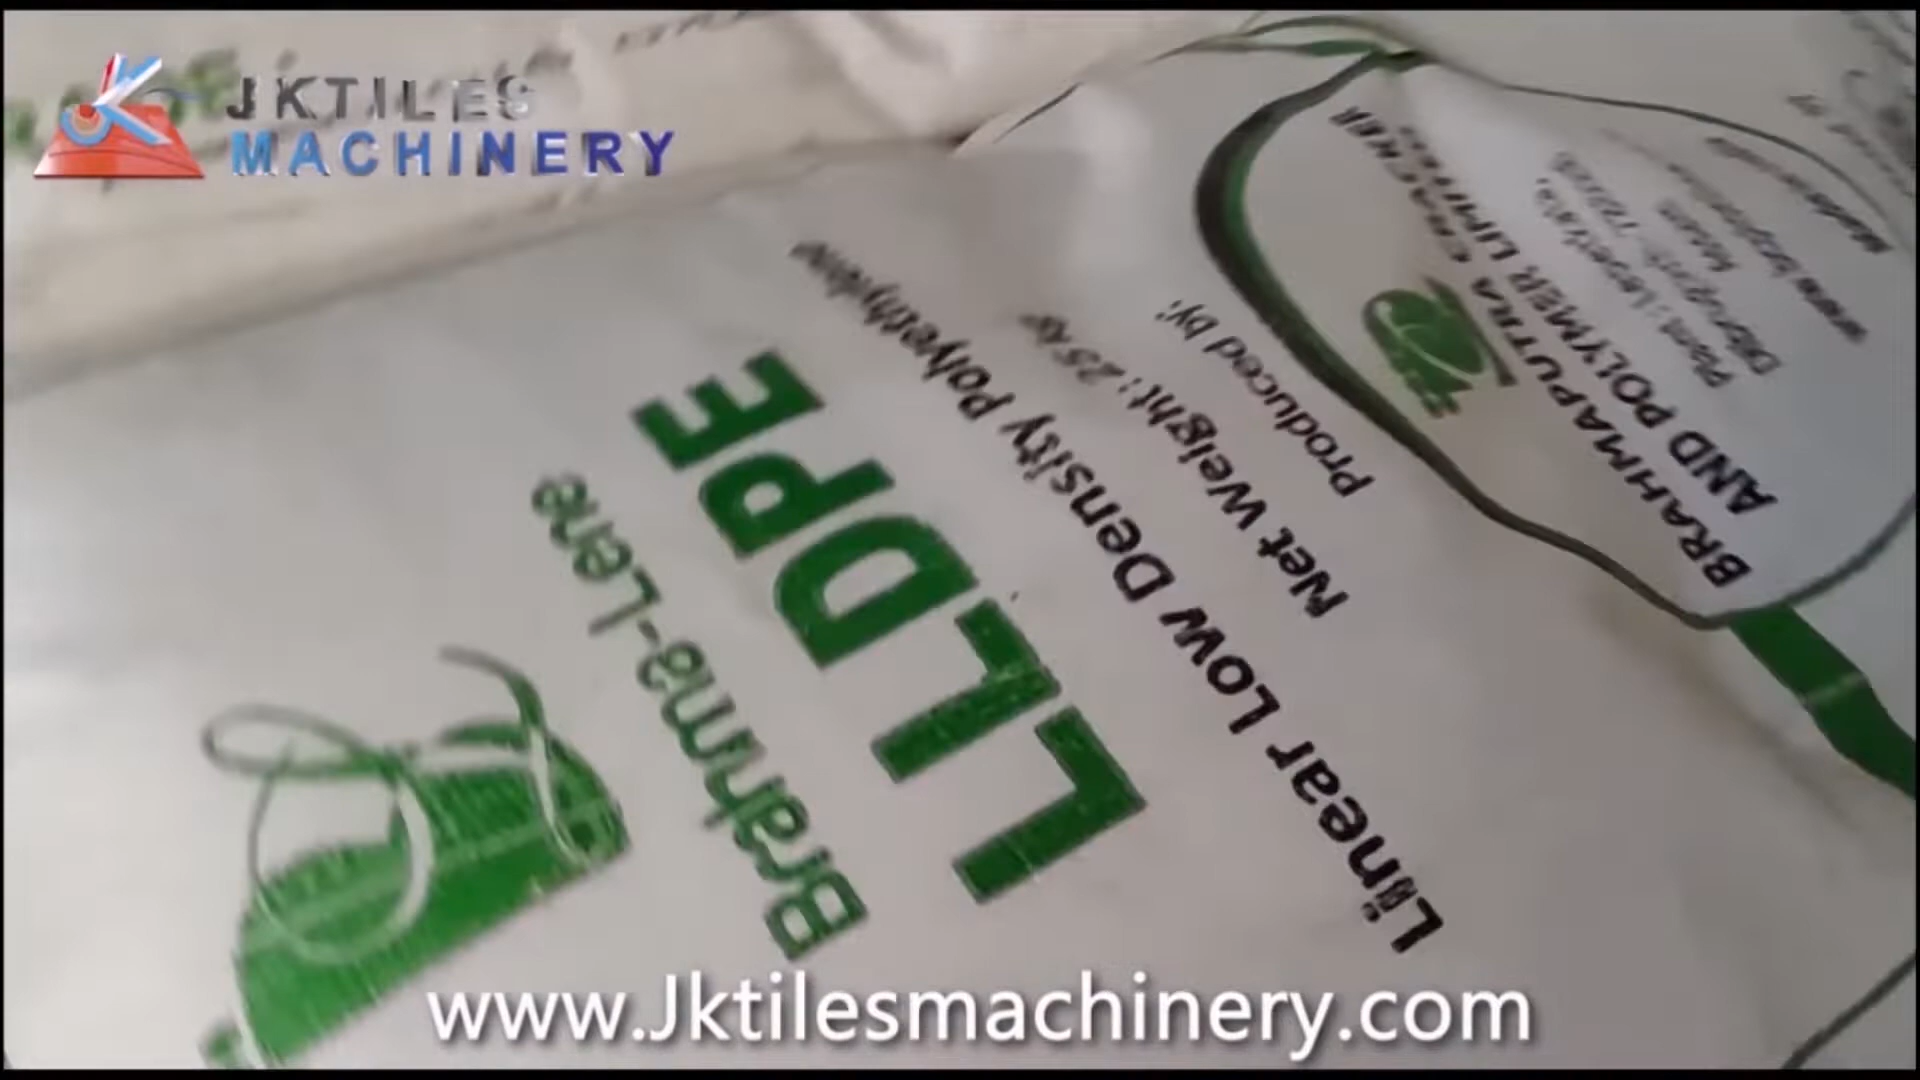 JKTILES
MACHINERY
Brahma-Lene
LLDPE
Linear Low Density Polyethylene
Net Weight: 25 kg
Produced by:
BRAHMAPUTRA CRACKER
AND POLYMER LIMITED
www.Jktilesmachinery.com